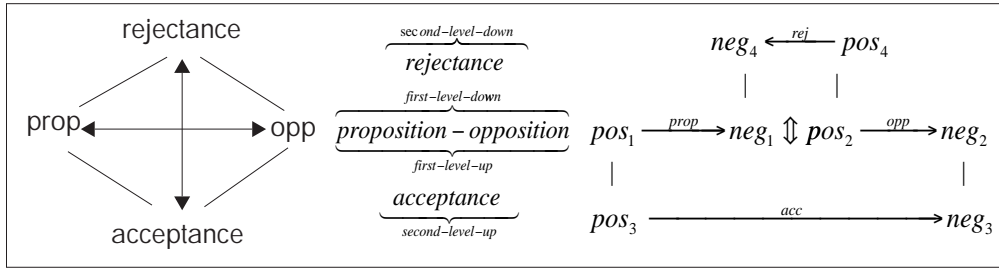 rejectance
prop opp
acceptance
second-level-down
rejectance
first-level-down
proposition – opposition
first-level-up
acceptance
second-level-up
neg₄ rej pos₄
pos₁ prop neg₁ ⇕ pos₂ opp neg₂
pos₃ acc neg₃